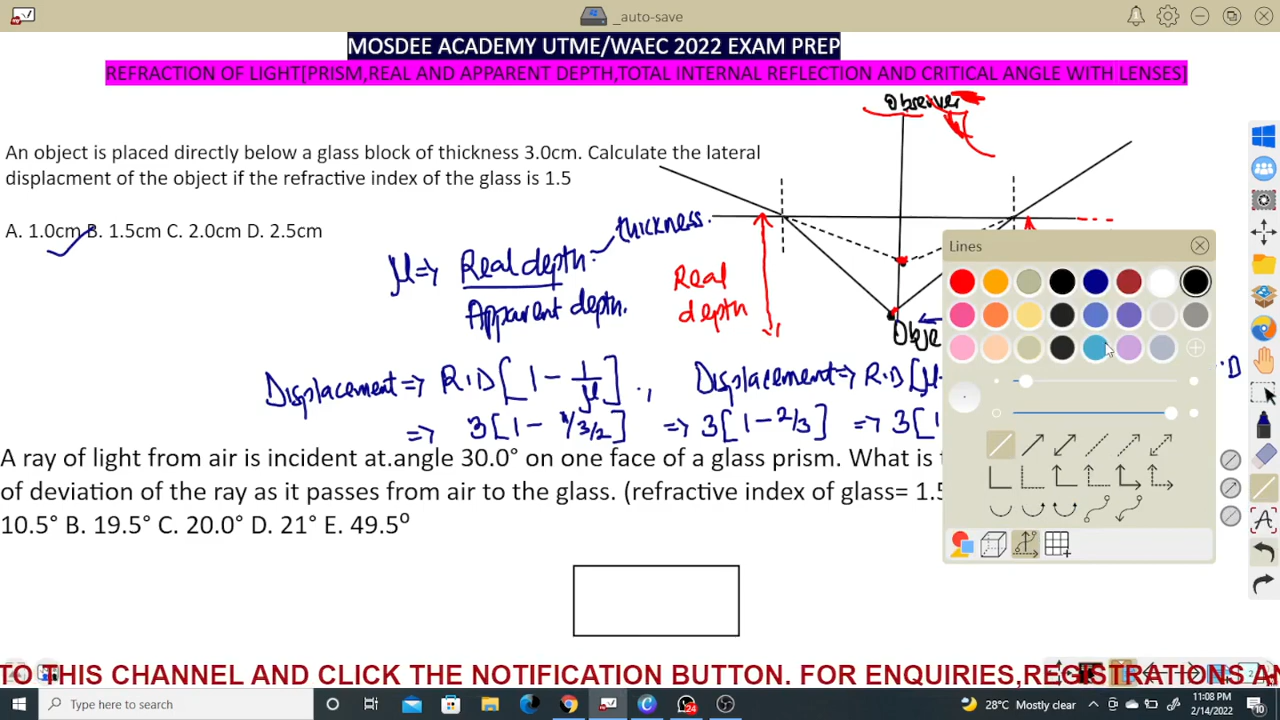 _auto-save
MOSDEE ACADEMY UTME/WAEC 2022 EXAM PREP
REFRACTION OF LIGHT[PRISM,REAL AND APPARENT DEPTH,TOTAL INTERNAL REFLECTION AND CRITICAL ANGLE WITH LENSES]
Observer
An object is placed directly below a glass block of thickness 3.0cm. Calculate the lateral
displacment of the object if the refractive index of the glass is 1.5
A. 1.0cm B. 1.5cm C. 2.0cm D. 2.5cm
thickness.
μ=> Real depth
Apparent depth.
Real
depth
Obje
Lines
Displacement => R.D[1 - 1/μ]., Displacement => R.D[μ-
.D
=> 3[1 - 1/3/2] => 3[1 - 2/3] => 3[1
A ray of light from air is incident at.angle 30.0° on one face of a glass prism. What is t
of deviation of the ray as it passes from air to the glass. (refractive index of glass= 1.5
10.5° B. 19.5° C. 20.0° D. 21° E. 49.5⁰
TO THIS CHANNEL AND CLICK THE NOTIFICATION BUTTON. FOR ENQUIRIES,REGISTRATIONS AN
Type here to search
24
28°C Mostly clear
11:08 PM
2/14/2022
10